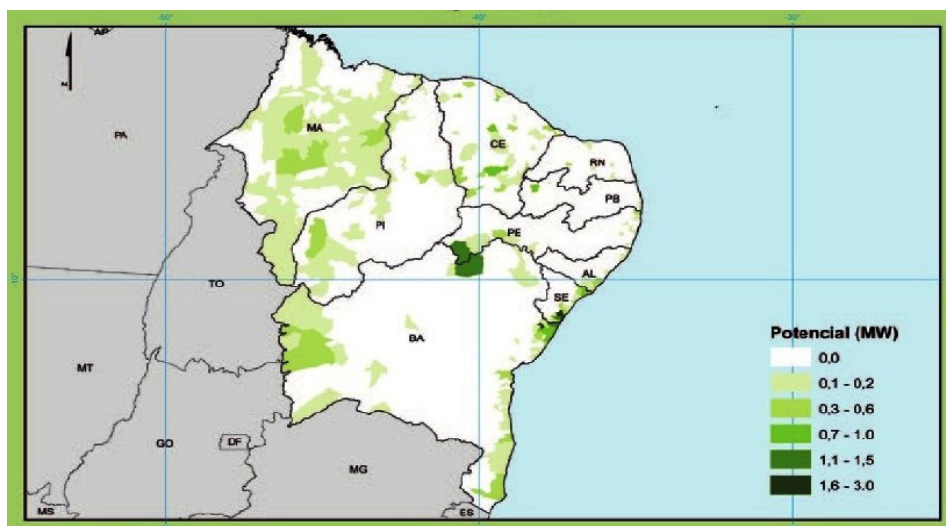 -50°
-40°
-30°
AP
N
PA
MA
CE
RN
PB
PI
PE
-10°
AL
TO
SE
BA
MT
GO
DF
MG
MS
ES
Potencial (MW)
0,0
0,1 - 0,2
0,3 - 0,6
0,7 - 1.0
1,1 - 1,5
1,6 - 3.0